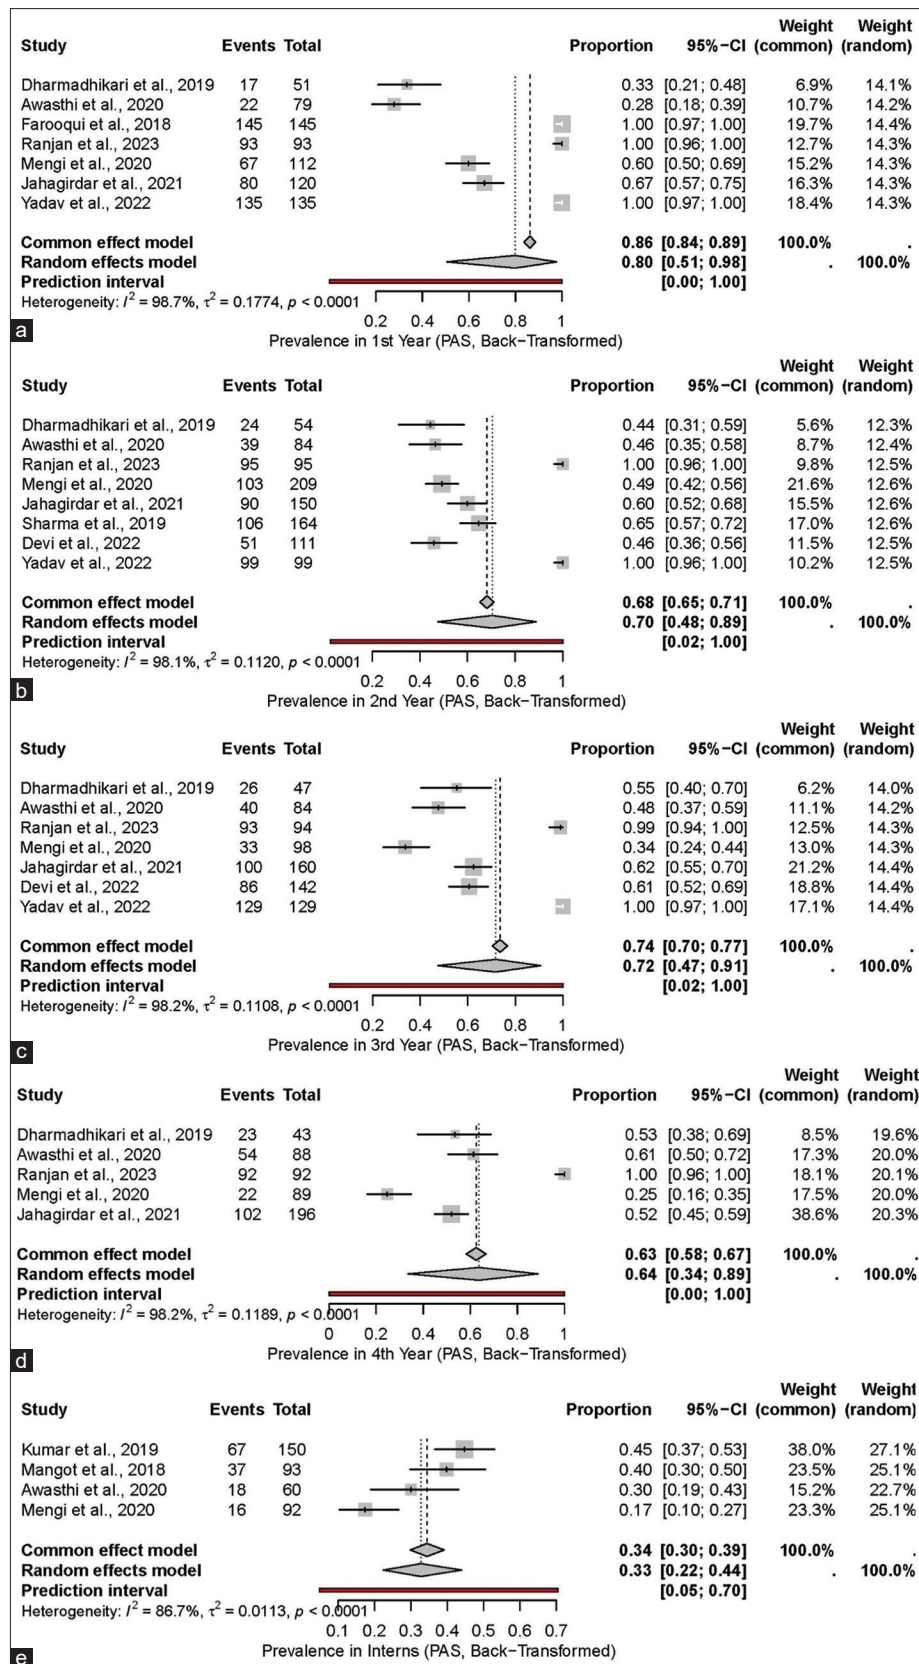 Weight Weight
Study Events Total Proportion 95%−CI (common) (random)
Dharmadhikari et al., 2019 17 51 0.33 [0.21; 0.48] 6.9% 14.1%
Awasthi et al., 2020 22 79 0.28 [0.18; 0.39] 10.7% 14.2%
Farooqui et al., 2018 145 145 1.00 [0.97; 1.00] 19.7% 14.4%
Ranjan et al., 2023 93 93 1.00 [0.96; 1.00] 12.7% 14.3%
Mengi et al., 2020 67 112 0.60 [0.50; 0.69] 15.2% 14.3%
Jahagirdar et al., 2021 80 120 0.67 [0.57; 0.75] 16.3% 14.3%
Yadav et al., 2022 135 135 1.00 [0.97; 1.00] 18.4% 14.3%
Common effect model 0.86 [0.84; 0.89] 100.0% .
Random effects model 0.80 [0.51; 0.98] . 100.0%
Prediction interval [0.00; 1.00]
Heterogeneity: I² = 98.7%, τ² = 0.1774, p < 0.0001
0.2 0.4 0.6 0.8 1
a Prevalence in 1st Year (PAS, Back−Transformed)
Weight Weight
Study Events Total Proportion 95%−CI (common) (random)
Dharmadhikari et al., 2019 24 54 0.44 [0.31; 0.59] 5.6% 12.3%
Awasthi et al., 2020 39 84 0.46 [0.35; 0.58] 8.7% 12.4%
Ranjan et al., 2023 95 95 1.00 [0.96; 1.00] 9.8% 12.5%
Mengi et al., 2020 103 209 0.49 [0.42; 0.56] 21.6% 12.6%
Jahagirdar et al., 2021 90 150 0.60 [0.52; 0.68] 15.5% 12.6%
Sharma et al., 2019 106 164 0.65 [0.57; 0.72] 17.0% 12.6%
Devi et al., 2022 51 111 0.46 [0.36; 0.56] 11.5% 12.5%
Yadav et al., 2022 99 99 1.00 [0.96; 1.00] 10.2% 12.5%
Common effect model 0.68 [0.65; 0.71] 100.0% .
Random effects model 0.70 [0.48; 0.89] . 100.0%
Prediction interval [0.02; 1.00]
Heterogeneity: I² = 98.1%, τ² = 0.1120, p < 0.0001
0.2 0.4 0.6 0.8 1
b Prevalence in 2nd Year (PAS, Back−Transformed)
Weight Weight
Study Events Total Proportion 95%−CI (common) (random)
Dharmadhikari et al., 2019 26 47 0.55 [0.40; 0.70] 6.2% 14.0%
Awasthi et al., 2020 40 84 0.48 [0.37; 0.59] 11.1% 14.2%
Ranjan et al., 2023 93 94 0.99 [0.94; 1.00] 12.5% 14.3%
Mengi et al., 2020 33 98 0.34 [0.24; 0.44] 13.0% 14.3%
Jahagirdar et al., 2021 100 160 0.62 [0.55; 0.70] 21.2% 14.4%
Devi et al., 2022 86 142 0.61 [0.52; 0.69] 18.8% 14.4%
Yadav et al., 2022 129 129 1.00 [0.97; 1.00] 17.1% 14.4%
Common effect model 0.74 [0.70; 0.77] 100.0% .
Random effects model 0.72 [0.47; 0.91] . 100.0%
Prediction interval [0.02; 1.00]
Heterogeneity: I² = 98.2%, τ² = 0.1108, p < 0.0001
0.2 0.4 0.6 0.8 1
c Prevalence in 3rd Year (PAS, Back−Transformed)
Weight Weight
Study Events Total Proportion 95%−CI (common) (random)
Dharmadhikari et al., 2019 23 43 0.53 [0.38; 0.69] 8.5% 19.6%
Awasthi et al., 2020 54 88 0.61 [0.50; 0.72] 17.3% 20.0%
Ranjan et al., 2023 92 92 1.00 [0.96; 1.00] 18.1% 20.1%
Mengi et al., 2020 22 89 0.25 [0.16; 0.35] 17.5% 20.0%
Jahagirdar et al., 2021 102 196 0.52 [0.45; 0.59] 38.6% 20.3%
Common effect model 0.63 [0.58; 0.67] 100.0% .
Random effects model 0.64 [0.34; 0.89] . 100.0%
Prediction interval [0.00; 1.00]
Heterogeneity: I² = 98.2%, τ² = 0.1189, p < 0.0001
0 0.2 0.4 0.6 0.8 1
d Prevalence in 4th Year (PAS, Back−Transformed)
Weight Weight
Study Events Total Proportion 95%−CI (common) (random)
Kumar et al., 2019 67 150 0.45 [0.37; 0.53] 38.0% 27.1%
Mangot et al., 2018 37 93 0.40 [0.30; 0.50] 23.5% 25.1%
Awasthi et al., 2020 18 60 0.30 [0.19; 0.43] 15.2% 22.7%
Mengi et al., 2020 16 92 0.17 [0.10; 0.27] 23.3% 25.1%
Common effect model 0.34 [0.30; 0.39] 100.0% .
Random effects model 0.33 [0.22; 0.44] . 100.0%
Prediction interval [0.05; 0.70]
Heterogeneity: I² = 86.7%, τ² = 0.0113, p < 0.0001
0.1 0.2 0.3 0.4 0.5 0.6 0.7
e Prevalence in Interns (PAS, Back−Transformed)